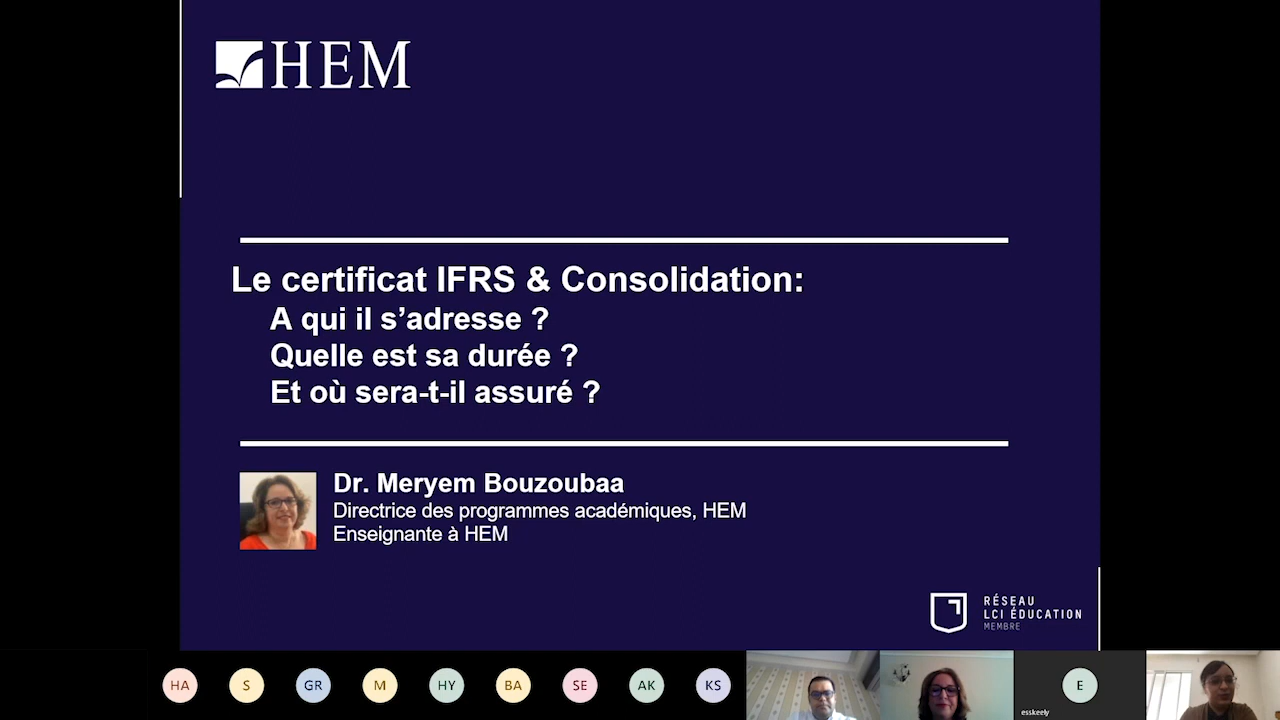 HEM
Le certificat IFRS & Consolidation:
A qui il s’adresse ?
Quelle est sa durée ?
Et où sera-t-il assuré ?
Dr. Meryem Bouzoubaa
Directrice des programmes académiques, HEM
Enseignante à HEM
RÉSEAU
LCI ÉDUCATION
MEMBRE
HA S GR M HY BA SE AK KS E
esskeely